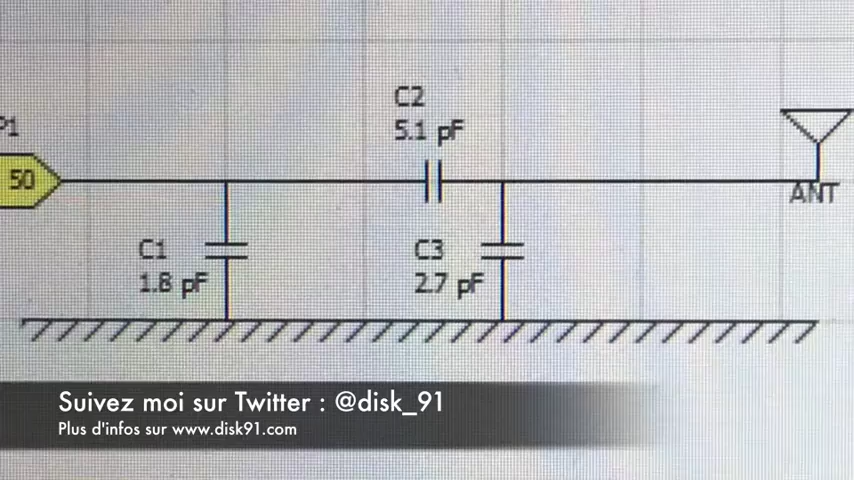 C2
5.1 pF
P1
50
ANT
C1
1.8 pF
C3
2.7 pF
Suivez moi sur Twitter : @disk_91
Plus d'infos sur www.disk91.com